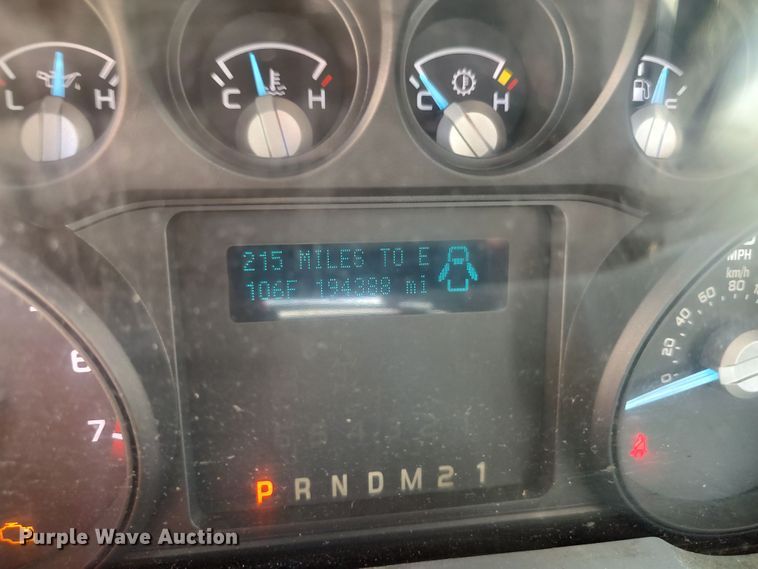 L H
C H
C H
215 MILES TO E
106F 194388 mi
MPH
km/h
0 20 40 60 80
6
7
P R N D M 2 1
Purple Wave Auction